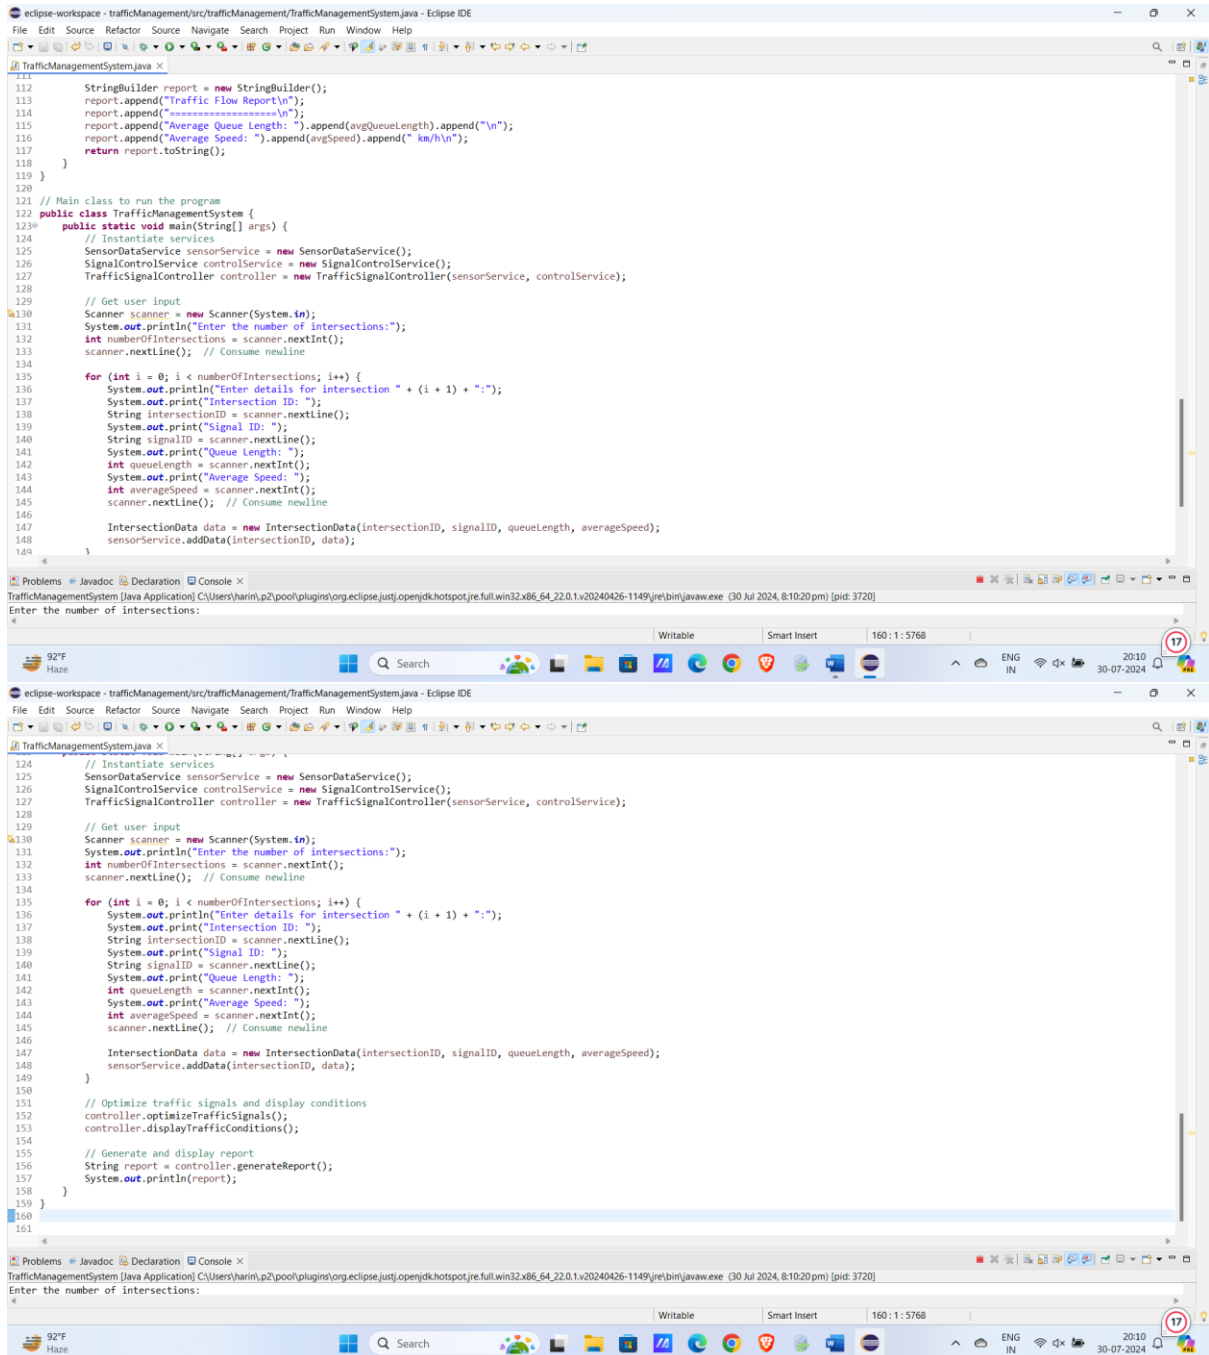 eclipse-workspace - trafficManagement/src/trafficManagement/TrafficManagementSystem.java - Eclipse IDE
File Edit Source Refactor Source Navigate Search Project Run Window Help
TrafficManagementSystem.java
111
112 StringBuilder report = new StringBuilder();
113 report.append("Traffic Flow Report\n");
114 report.append("===================\n");
115 report.append("Average Queue Length: ").append(avgQueueLength).append("\n");
116 report.append("Average Speed: ").append(avgSpeed).append(" km/h\n");
117 return report.toString();
118 }
119 }
120
121 // Main class to run the program
122 public class TrafficManagementSystem {
123 public static void main(String[] args) {
124 // Instantiate services
125 SensorDataService sensorService = new SensorDataService();
126 SignalControlService controlService = new SignalControlService();
127 TrafficSignalController controller = new TrafficSignalController(sensorService, controlService);
128
129 // Get user input
130 Scanner scanner = new Scanner(System.in);
131 System.out.println("Enter the number of intersections:");
132 int numberOfIntersections = scanner.nextInt();
133 scanner.nextLine(); // Consume newline
134
135 for (int i = 0; i < numberOfIntersections; i++) {
136 System.out.println("Enter details for intersection " + (i + 1) + ":");
137 System.out.print("Intersection ID: ");
138 String intersectionID = scanner.nextLine();
139 System.out.print("Signal ID: ");
140 String signalID = scanner.nextLine();
141 System.out.print("Queue Length: ");
142 int queueLength = scanner.nextInt();
143 System.out.print("Average Speed: ");
144 int averageSpeed = scanner.nextInt();
145 scanner.nextLine(); // Consume newline
146
147 IntersectionData data = new IntersectionData(intersectionID, signalID, queueLength, averageSpeed);
148 sensorService.addData(intersectionID, data);
149 }
Problems Javadoc Declaration Console
TrafficManagementSystem [Java Application] C:\Users\harin\.p2\pool\plugins\org.eclipse.justj.openjdk.hotspot.jre.full.win32.x86_64_22.0.1.v20240426-1149\jre\bin\javaw.exe (30 Jul 2024, 8:10:20 pm) [pid: 3720]
Enter the number of intersections:
Writable Smart Insert 160 : 1 : 5768
17
92°F
Haze
Search
ENG
IN
20:10
30-07-2024
eclipse-workspace - trafficManagement/src/trafficManagement/TrafficManagementSystem.java - Eclipse IDE
File Edit Source Refactor Source Navigate Search Project Run Window Help
TrafficManagementSystem.java
124 // Instantiate services
125 SensorDataService sensorService = new SensorDataService();
126 SignalControlService controlService = new SignalControlService();
127 TrafficSignalController controller = new TrafficSignalController(sensorService, controlService);
128
129 // Get user input
130 Scanner scanner = new Scanner(System.in);
131 System.out.println("Enter the number of intersections:");
132 int numberOfIntersections = scanner.nextInt();
133 scanner.nextLine(); // Consume newline
134
135 for (int i = 0; i < numberOfIntersections; i++) {
136 System.out.println("Enter details for intersection " + (i + 1) + ":");
137 System.out.print("Intersection ID: ");
138 String intersectionID = scanner.nextLine();
139 System.out.print("Signal ID: ");
140 String signalID = scanner.nextLine();
141 System.out.print("Queue Length: ");
142 int queueLength = scanner.nextInt();
143 System.out.print("Average Speed: ");
144 int averageSpeed = scanner.nextInt();
145 scanner.nextLine(); // Consume newline
146
147 IntersectionData data = new IntersectionData(intersectionID, signalID, queueLength, averageSpeed);
148 sensorService.addData(intersectionID, data);
149 }
150
151 // Optimize traffic signals and display conditions
152 controller.optimizeTrafficSignals();
153 controller.displayTrafficConditions();
154
155 // Generate and display report
156 String report = controller.generateReport();
157 System.out.println(report);
158 }
159 }
160
161
Problems Javadoc Declaration Console
TrafficManagementSystem [Java Application] C:\Users\harin\.p2\pool\plugins\org.eclipse.justj.openjdk.hotspot.jre.full.win32.x86_64_22.0.1.v20240426-1149\jre\bin\javaw.exe (30 Jul 2024, 8:10:20 pm) [pid: 3720]
Enter the number of intersections:
Writable Smart Insert 160 : 1 : 5768
17
92°F
Haze
Search
ENG
IN
20:10
30-07-2024